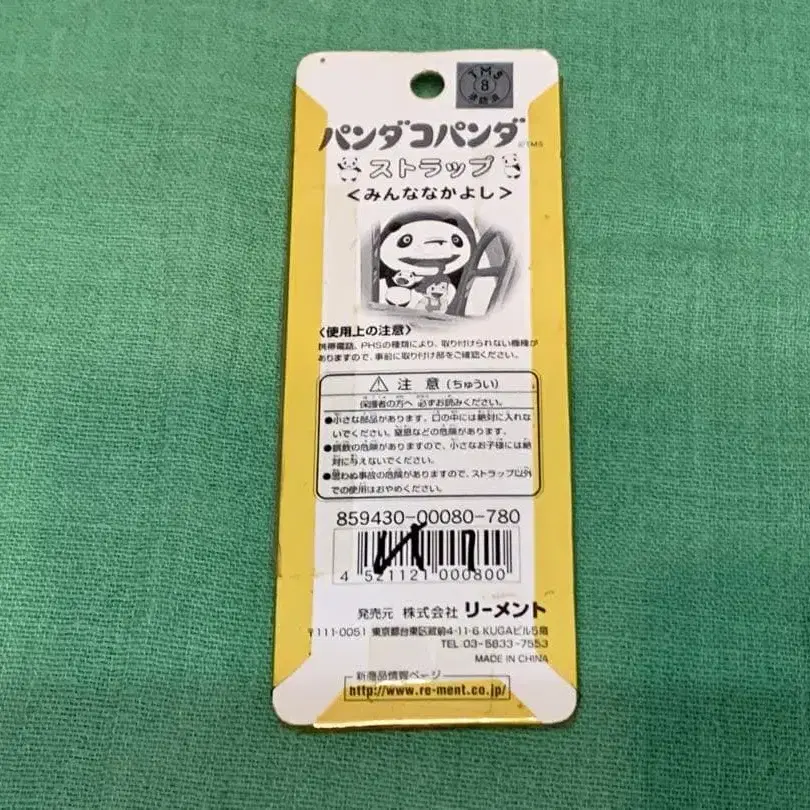 TMS
8
パンダコパンダ
©TMS
ストラップ
<みんななかよし>
〈使用上の注意〉
携帯電話、PHSの種類により、取り付けられない機種が
ありますので、事前に取り付け部をご確認ください。
⚠ 注 意 (ちゅうい)
保護者の方へ 必ずお読みください。
●小さな部品があります。口の中には絶対に入れな
いでください。窒息などの危険があります。
●誤飲の危険がありますので、小さなお子様には絶
対に与えないでください。
●思わぬ事故の危険がありますので、ストラップ以外
での使用はおやめください。
859430-00080-780
4 521121 000800
発売元 株式会社 リーメント
〒111-0051 東京都台東区蔵前4-11-6 KUGAビル5階
TEL 03-5833-7553
MADE IN CHINA
新商品情報ページ
http://www.re-ment.co.jp/